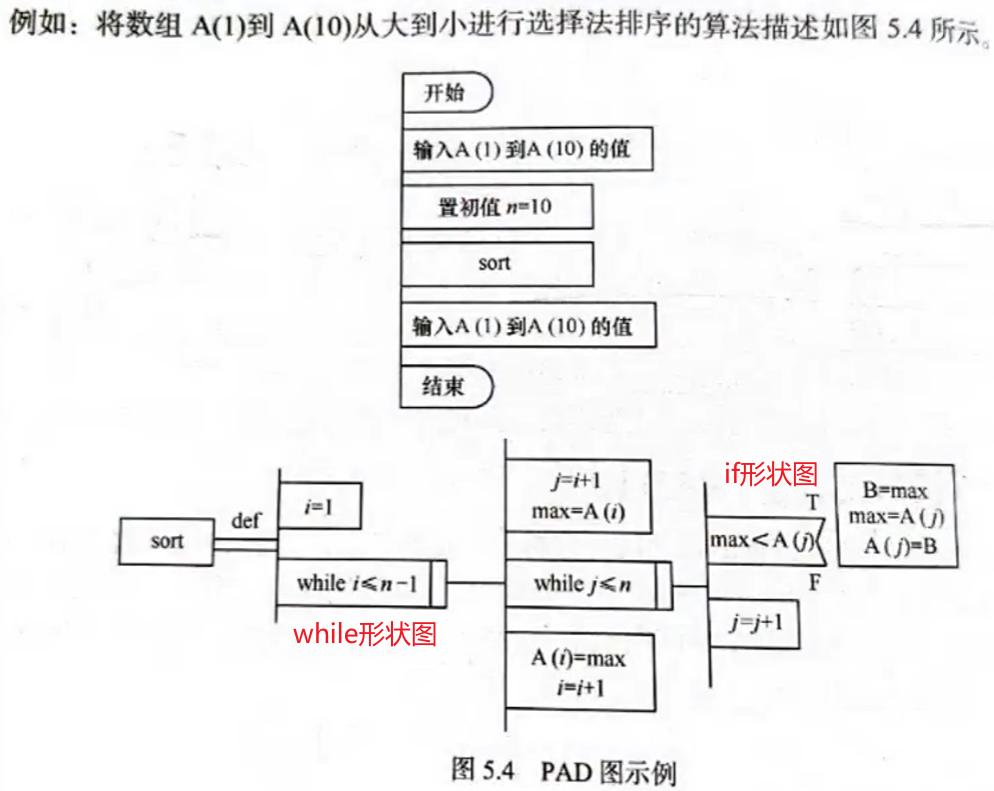 例如：将数组 A(1)到 A(10)从大到小进行选择法排序的算法描述如图 5.4 所示。
开始
输入A (1) 到A (10) 的值
置初值 n=10
sort
输入A (1) 到A (10) 的值
结束
sort
def
i=1
while i≤n-1
while形状图
j=i+1
max=A (i)
while j≤n
A (i)=max
i=i+1
if形状图
T
max<A (j)
F
j=j+1
B=max
max=A (j)
A (j)=B
图 5.4 PAD 图示例